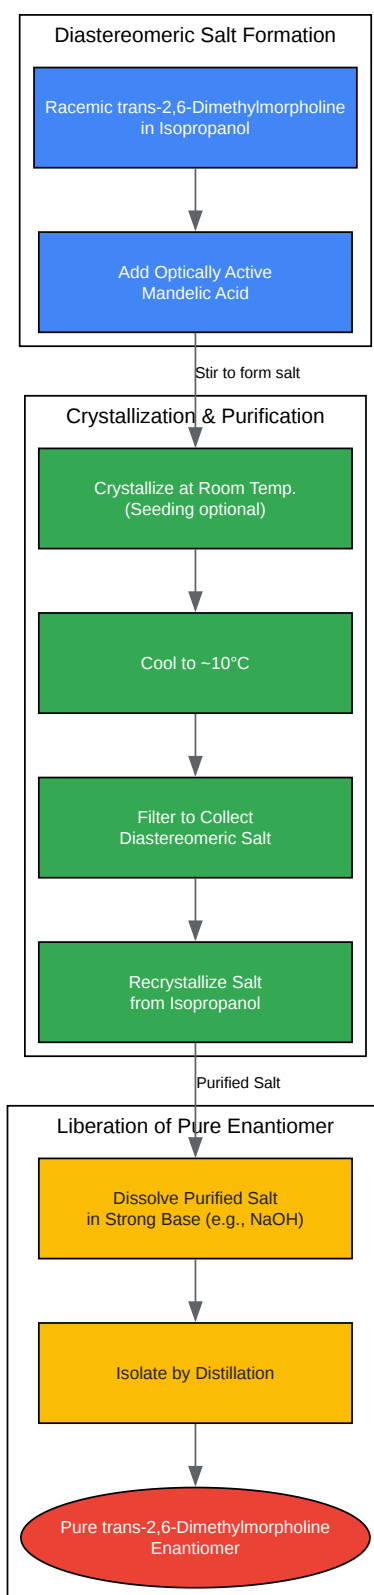 Diastereomeric Salt Formation
Racemic trans-2,6-Dimethylmorpholine
in Isopropanol
Add Optically Active
Mandelic Acid
Stir to form salt
Crystallization & Purification
Crystallize at Room Temp.
(Seeding optional)
Cool to ~10°C
Filter to Collect
Diastereomeric Salt
Recrystallize Salt
from Isopropanol
Purified Salt
Liberation of Pure Enantiomer
Dissolve Purified Salt
in Strong Base (e.g., NaOH)
Isolate by Distillation
Pure trans-2,6-Dimethylmorpholine
Enantiomer